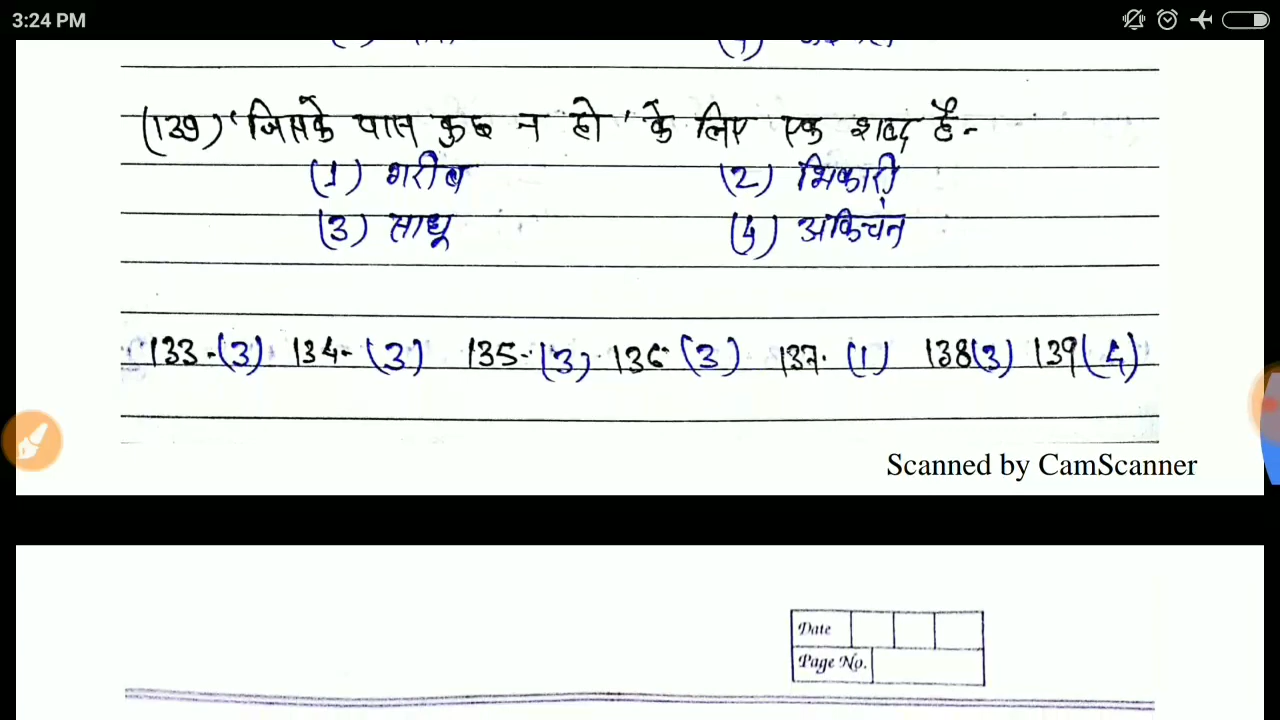 3:24 PM
(139) 'जिसके पास कुछ न हो' के लिए एक शब्द है-
(1) गरीब (2) भिकारी
(3) साधू (4) अकिचंन
133-(3) 134-(3) 135-(3) 136 (3) 137. (1) 138(3) 139(4)
Scanned by CamScanner
Date
Page No.